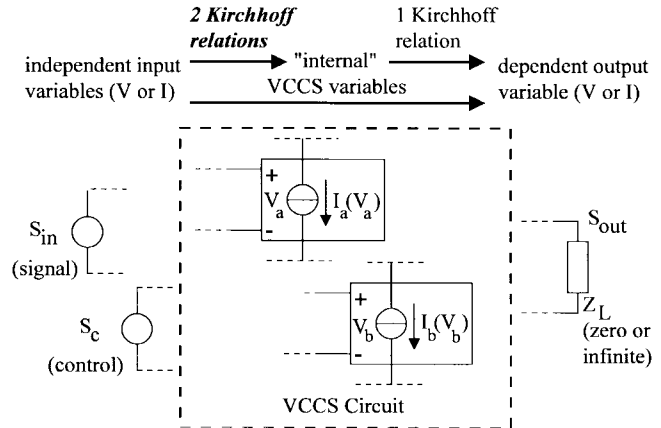 2 Kirchhoff relations
1 Kirchhoff relation
independent input variables (V or I)
"internal"
VCCS variables
dependent output variable (V or I)
+
V_a
-
I_a(V_a)
S_in
(signal)
S_c
(control)
+
V_b
-
I_b(V_b)
S_out
Z_L
(zero or infinite)
VCCS Circuit